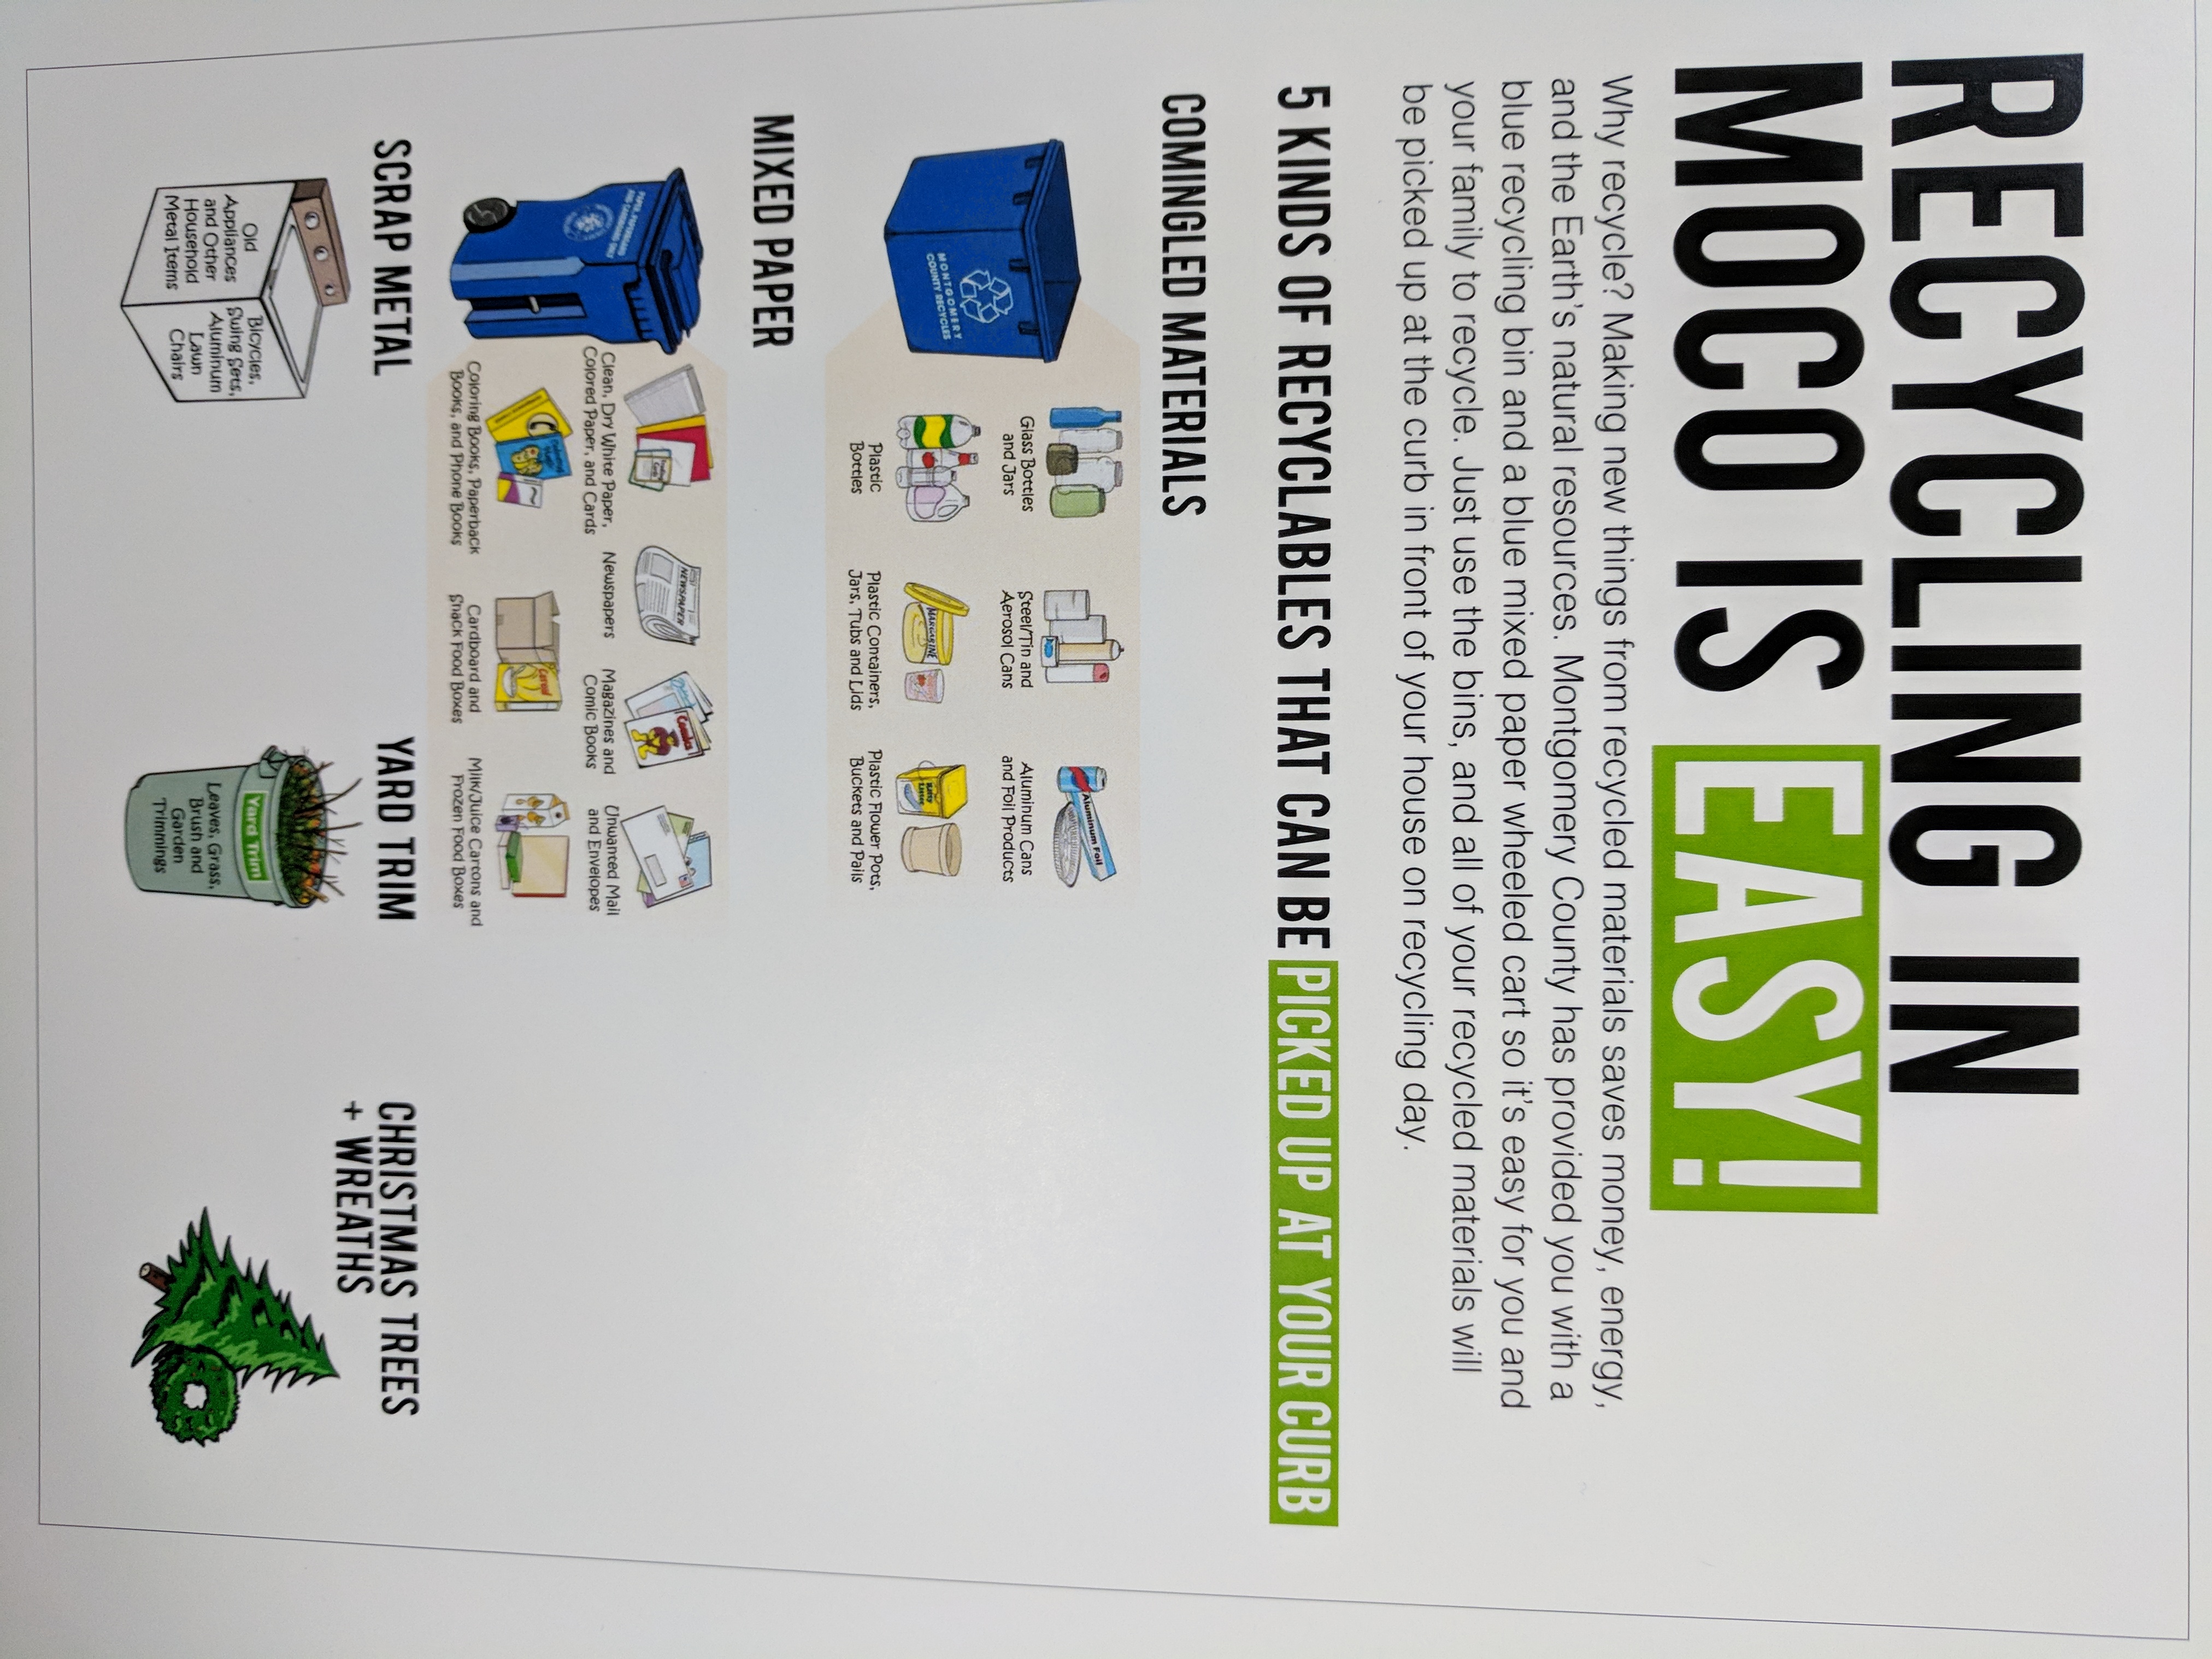 RECYCLING IN
MOCO IS EASY!
Why recycle? Making new things from recycled materials saves money, energy,
and the Earth's natural resources. Montgomery County has provided you with a
blue recycling bin and a blue mixed paper wheeled cart so it's easy for you and
your family to recycle. Just use the bins, and all of your recycled materials will
be picked up at the curb in front of your house on recycling day.
5 KINDS OF RECYCLABLES THAT CAN BE PICKED UP AT YOUR CURB
COMINGLED MATERIALS
MONTGOMERY
COUNTY RECYCLES
Glass Bottles
and Jars
Steel/Tin and
Aerosol Cans
Aluminum Foil
Aluminum Cans
and Foil Products
Plastic
Bottles
MARGARINE
Plastic Containers,
Jars, Tubs and Lids
Kitty
Litter
Plastic Flower Pots,
Buckets and Pails
MIXED PAPER
Clean, Dry White Paper,
Colored Paper, and Cards
NEWSPAPER
Newspapers
Comics
Magazines and
Comic Books
Unwanted Mail
and Envelopes
Coloring Books, Paperback
Books, and Phone Books
Cereal
Cardboard and
Snack Food Boxes
Milk/Juice Cartons and
Frozen Food Boxes
SCRAP METAL
Old
Appliances
and Other
Household
Metal Items
Bicycles,
Swing Sets,
Aluminum
Lawn
Chairs
YARD TRIM
Yard Trim
Leaves, Grass,
Brush and
Garden
Trimmings
CHRISTMAS TREES
+ WREATHS